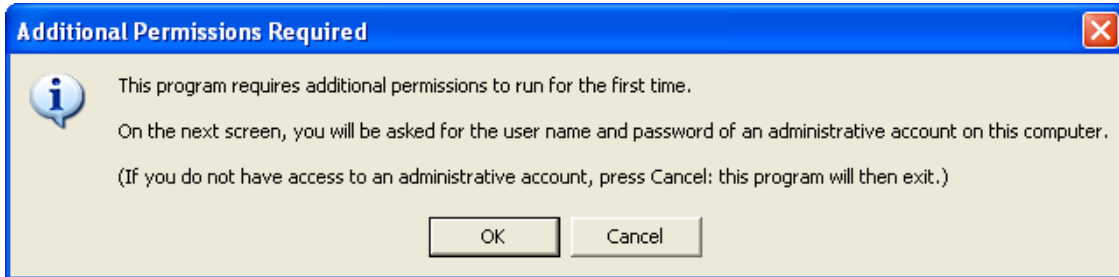 Additional Permissions Required
This program requires additional permissions to run for the first time.
On the next screen, you will be asked for the user name and password of an administrative account on this computer.
(If you do not have access to an administrative account, press Cancel: this program will then exit.)
OK
Cancel